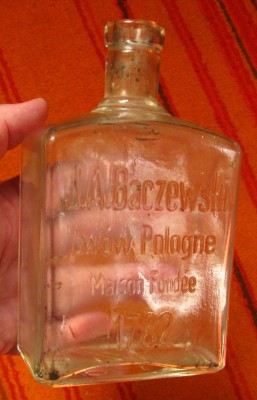 J.A. Baczewski
Lwów Pologne
Maison Fondée
1782